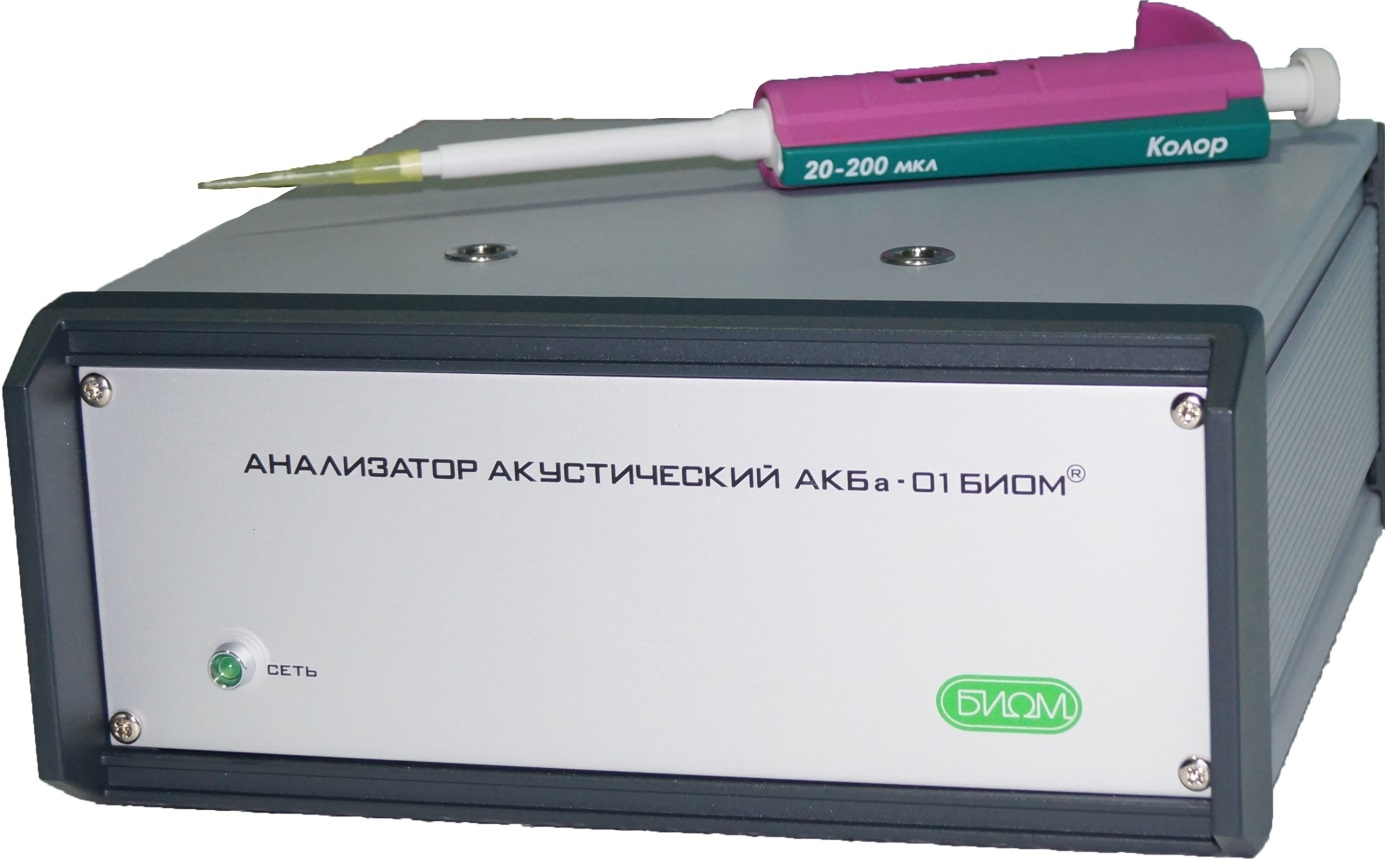 20-200 мкл Колор
АНАЛИЗАТОР АКУСТИЧЕСКИЙ АКБа-01 БИОМ®
СЕТЬ
БИОМ